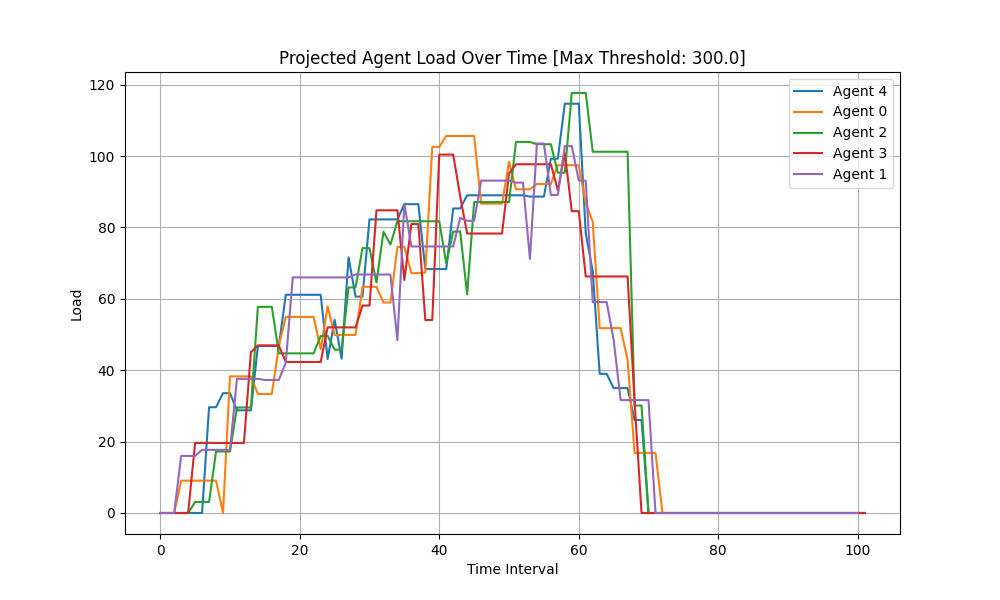 Projected Agent Load Over Time [Max Threshold: 300.0]
120
100
80
60
40
20
0
Load
0 20 40 60 80 100
Time Interval
Agent 4
Agent 0
Agent 2
Agent 3
Agent 1